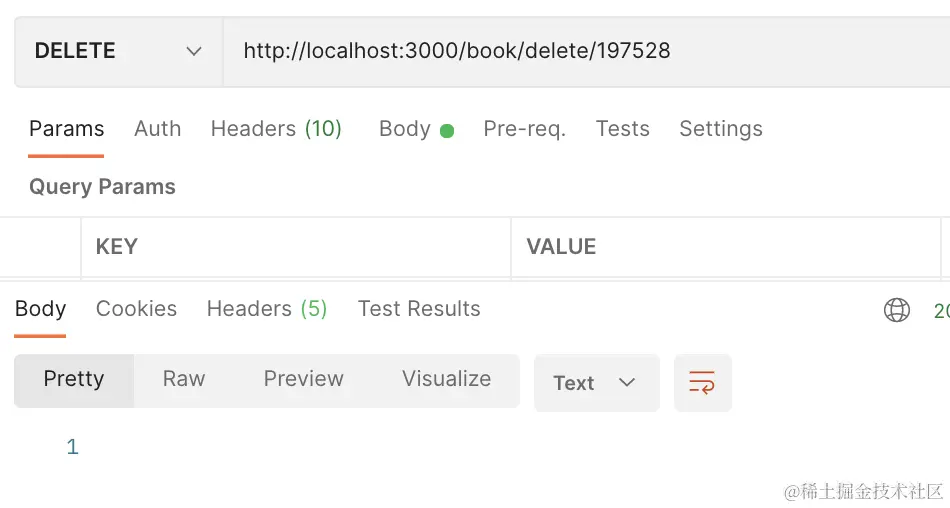 DELETE http://localhost:3000/book/delete/197528
Params Auth Headers (10) Body Pre-req. Tests Settings
Query Params
KEY VALUE
Body Cookies Headers (5) Test Results 20
Pretty Raw Preview Visualize Text
1
@稀土掘金技术社区